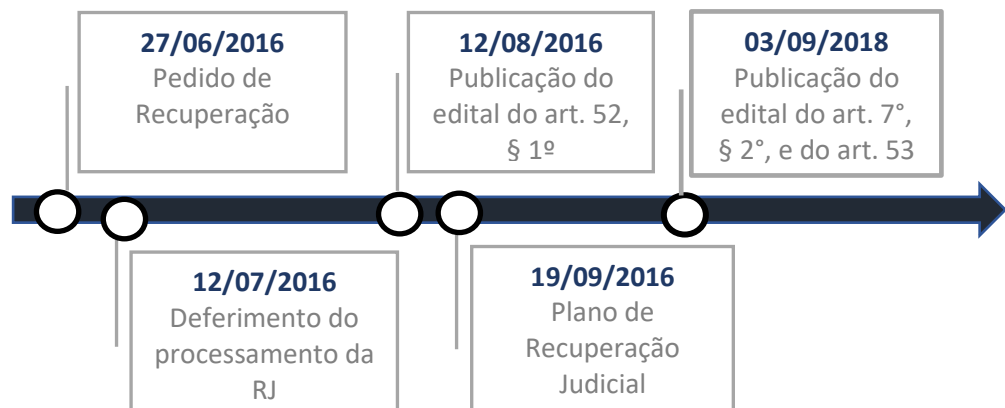 27/06/2016
Pedido de
Recuperação
12/08/2016
Publicação do
edital do art. 52,
§ 1º
03/09/2018
Publicação do
edital do art. 7°,
§ 2°, e do art. 53
12/07/2016
Deferimento do
processamento da
RJ
19/09/2016
Plano de
Recuperação
Judicial